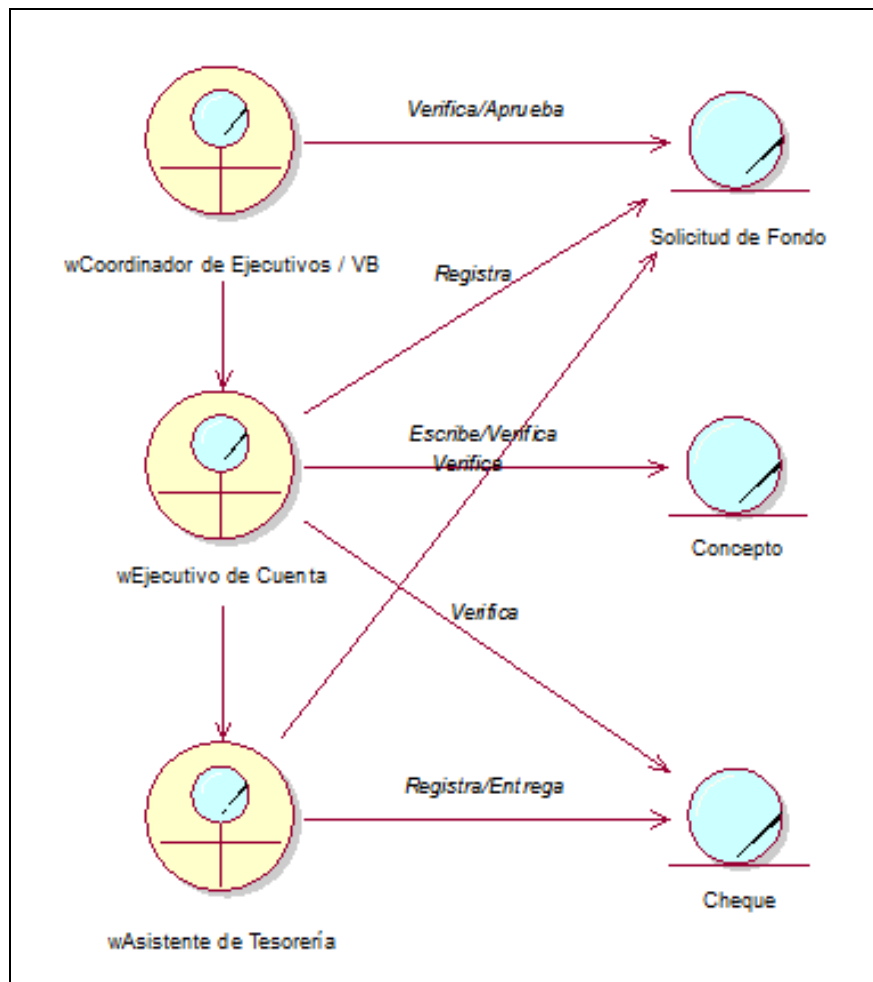 Verifica/Aprueba
Solicitud de Fondo
wCoordinador de Ejecutivos / VB
Registra
Escribe/Verifica
Verifica
Concepto
wEjecutivo de Cuenta
Verifica
Registra/Entrega
Cheque
wAsistente de Tesorería